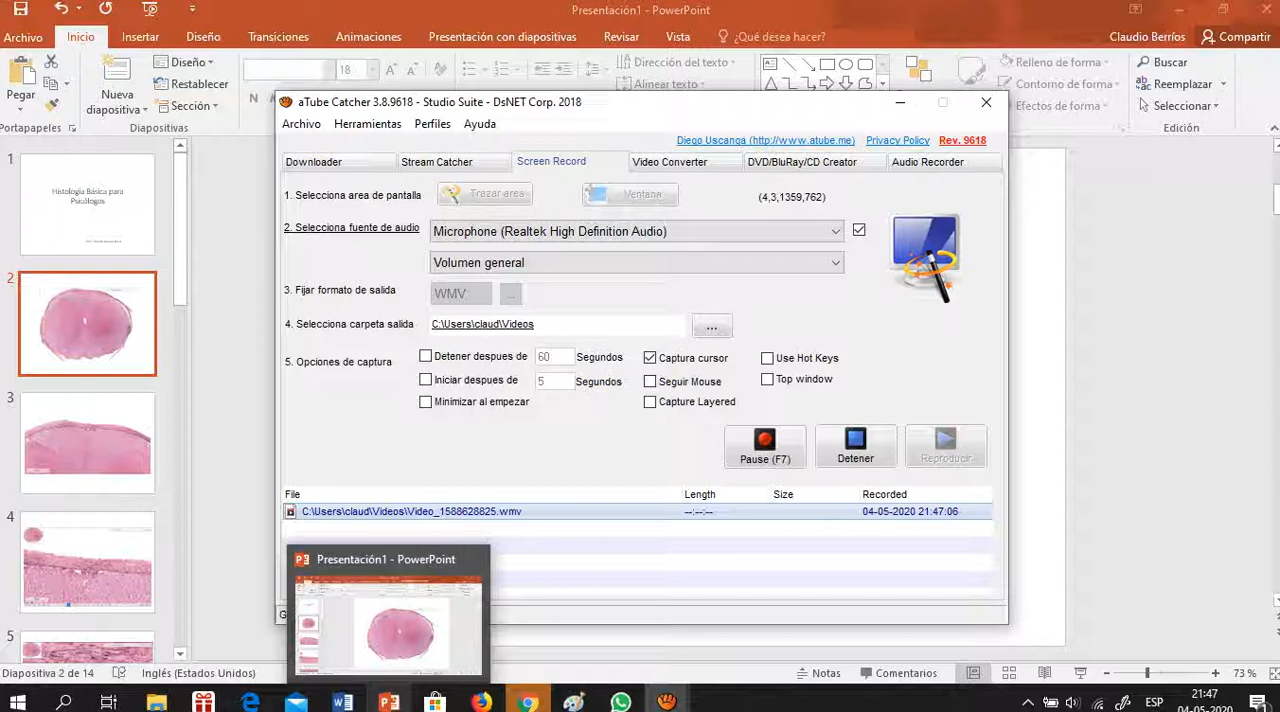 Presentación1 - PowerPoint
Archivo Inicio Insertar Diseño Transiciones Animaciones Presentación con diapositivas Revisar Vista ¿Qué desea hacer? Claudio Berríos Compartir
Pegar
Nueva diapositiva
Diseño
Restablecer
Sección
18
Dirección del texto
Alinear texto
Relleno de forma
Contorno de forma
Efectos de forma
Buscar
Reemplazar
Seleccionar
Portapapeles Diapositivas Edición
aTube Catcher 3.8.9618 - Studio Suite - DsNET Corp. 2018
Archivo Herramientas Perfiles Ayuda
Diego Uscanga (http://www.atube.me) Privacy Policy Rev. 9618
Downloader Stream Catcher Screen Record Video Converter DVD/BluRay/CD Creator Audio Recorder
1. Selecciona area de pantalla Trazar area Ventana (4,3,1359,762)
2. Selecciona fuente de audio Microphone (Realtek High Definition Audio)
Volumen general
3. Fijar formato de salida WMV ...
4. Selecciona carpeta salida C:\Users\claud\Videos ...
5. Opciones de captura
Detener despues de 60 Segundos Captura cursor Use Hot Keys
Iniciar despues de 5 Segundos Seguir Mouse Top window
Minimizar al empezar Capture Layered
Pause (F7) Detener Reproducir
File Length Size Recorded
C:\Users\claud\Videos\Video_1588628825.wmv --:--:-- 04-05-2020 21:47:06
1
Histología Básica para
Psicólogos
2
3
4
5
Presentación1 - PowerPoint
G
Diapositiva 2 de 14 Inglés (Estados Unidos) Notas Comentarios 73 %
ESP
21:47
04-05-2020